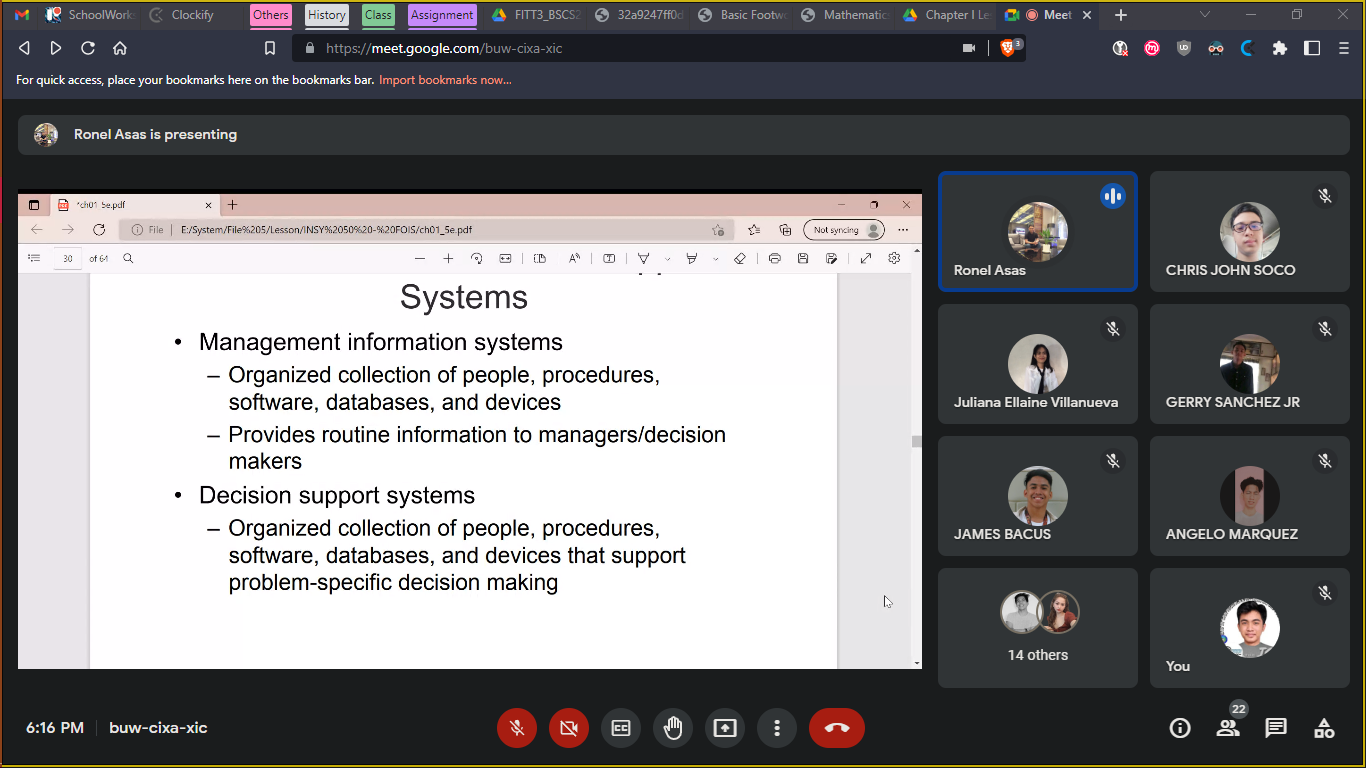 SchoolWork
Clockify
Others
History
Class
Assignment
FITT3_BSCS2
32a9247ff0d
Basic Footwo
Mathematic
Chapter I Le
Meet
https://meet.google.com/buw-cixa-xic
3
For quick access, place your bookmarks here on the bookmarks bar. Import bookmarks now...
Ronel Asas is presenting
*ch01_5e.pdf
File
E:/System/File%205/Lesson/INSY%2050%20-%20FOIS/ch01_5e.pdf
Not syncing
30 of 64
Systems
• Management information systems
– Organized collection of people, procedures,
software, databases, and devices
– Provides routine information to managers/decision
makers
• Decision support systems
– Organized collection of people, procedures,
software, databases, and devices that support
problem-specific decision making
Ronel Asas
CHRIS JOHN SOCO
Juliana Ellaine Villanueva
GERRY SANCHEZ JR
JAMES BACUS
ANGELO MARQUEZ
14 others
You
6:16 PM
buw-cixa-xic
22